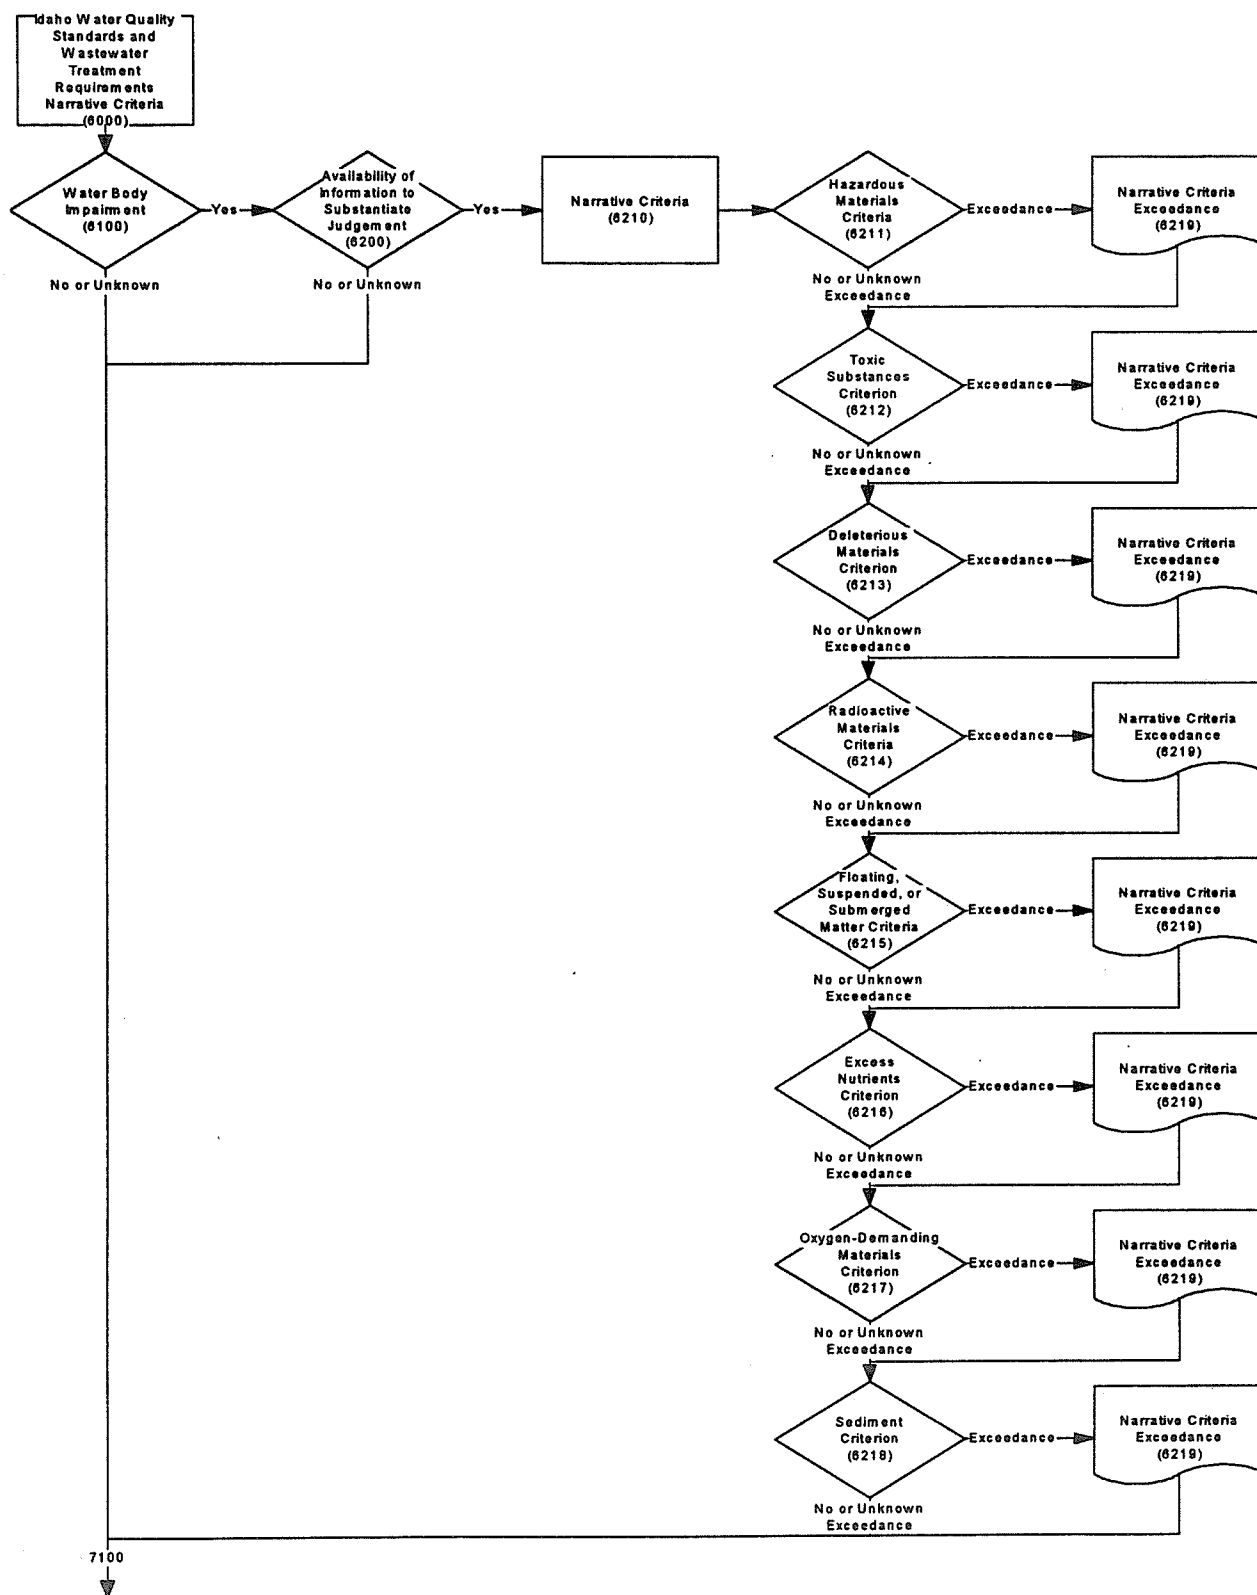 Idaho Water Quality
Standards and
Wastewater
Treatment
Requirements
Narrative Criteria
(6000)
Water Body
Impairment
(6100)
Yes
Availability of
Information to
Substantiate
Judgement
(6200)
Yes
Narrative Criteria
(6210)
Hazardous
Materials
Criteria
(6211)
Exceedance
Narrative Criteria
Exceedance
(6219)
No or Unknown
No or Unknown
No or Unknown
Exceedance
Toxic
Substances
Criterion
(6212)
Exceedance
Narrative Criteria
Exceedance
(6219)
No or Unknown
Exceedance
Deleterious
Materials
Criterion
(6213)
Exceedance
Narrative Criteria
Exceedance
(6219)
No or Unknown
Exceedance
Radioactive
Materials
Criteria
(6214)
Exceedance
Narrative Criteria
Exceedance
(6219)
No or Unknown
Exceedance
Floating,
Suspended, or
Submerged
Matter Criteria
(6215)
Exceedance
Narrative Criteria
Exceedance
(6219)
No or Unknown
Exceedance
Excess
Nutrients
Criterion
(6216)
Exceedance
Narrative Criteria
Exceedance
(6219)
No or Unknown
Exceedance
Oxygen-Demanding
Materials
Criterion
(6217)
Exceedance
Narrative Criteria
Exceedance
(6219)
No or Unknown
Exceedance
Sediment
Criterion
(6218)
Exceedance
Narrative Criteria
Exceedance
(6219)
No or Unknown
Exceedance
7100